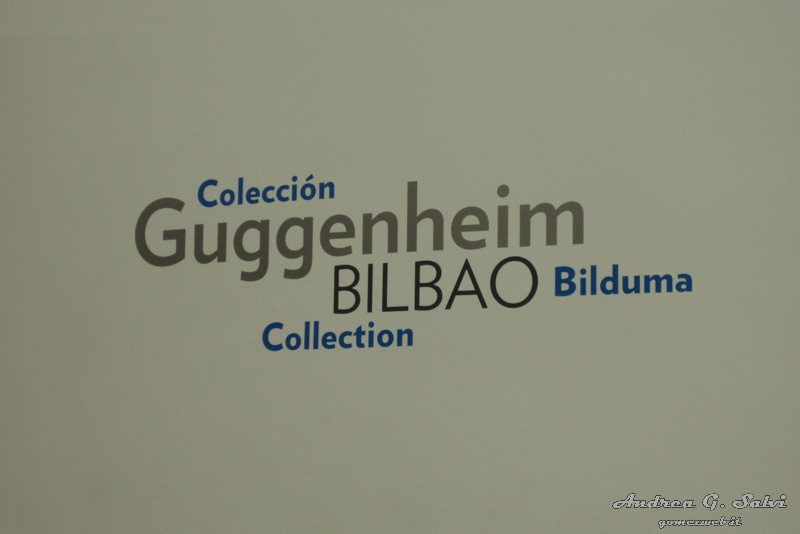 Colección
Guggenheim
BILBAO Bilduma
Collection
Andrea G. Salvi
gomezweb.it